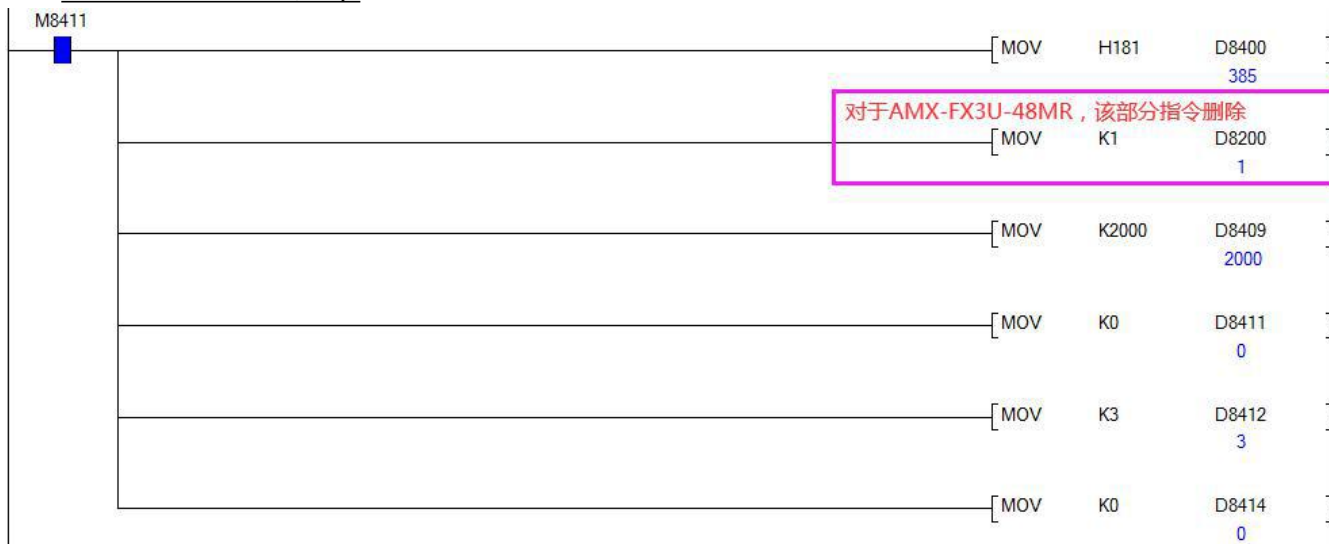 M8411
[MOV H181 D8400 ]
385
对于AMX-FX3U-48MR，该部分指令删除
[MOV K1 D8200 ]
1
[MOV K2000 D8409 ]
2000
[MOV K0 D8411 ]
0
[MOV K3 D8412 ]
3
[MOV K0 D8414 ]
0